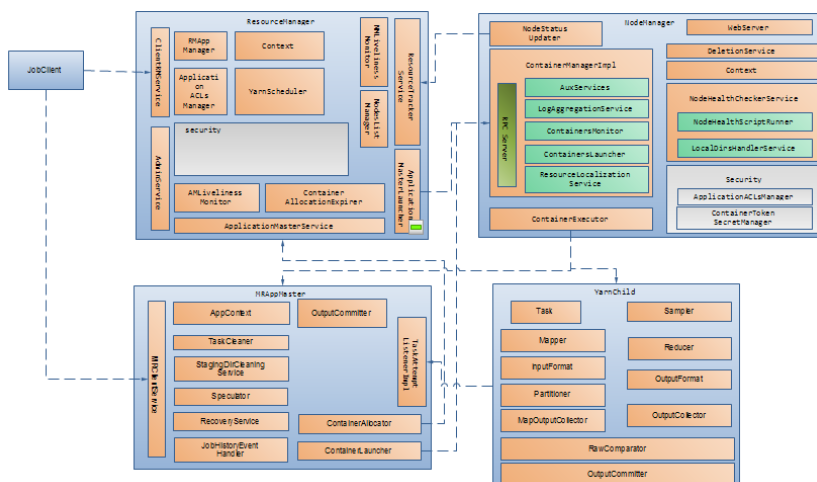 JobClient
ResourceManager
ClientRMService
RMApp
Manager
Context
Application
ACLs
Manager
YarnScheduler
NMLiveliness
Monitor
NodesList
Manager
ResourceTracker
Service
AdminService
security
AMLiveliness
Monitor
Container
AllocationExpirer
Application
MasterLauncher
ApplicationMasterService
NodeManager
NodeStatus
Updater
WebServer
DeletionService
Context
ContainerManagerImpl
RPC Server
AuxServices
LogAggregationService
ContainersMonitor
ContainersLauncher
ResourceLocalization
Service
NodeHealthCheckerService
NodeHealthScriptRunner
LocalDirsHandlerService
Security
ApplicationACLsManager
ContainerToken
SecretManager
ContainerExecutor
MRAppMaster
MRClientService
AppContext
OutputCommitter
TaskCleaner
StagingDirCleaning
Service
Speculator
RecoveryService
JobHistoryEvent
Handler
TaskAttempt
ListenerImpl
ContainerAllocator
ContainerLauncher
YarnChild
Task
Sampler
Mapper
Reducer
InputFormat
OutputFormat
Partitioner
MapOutputCollector
OutputCollector
RawComparator
OutputCommitter